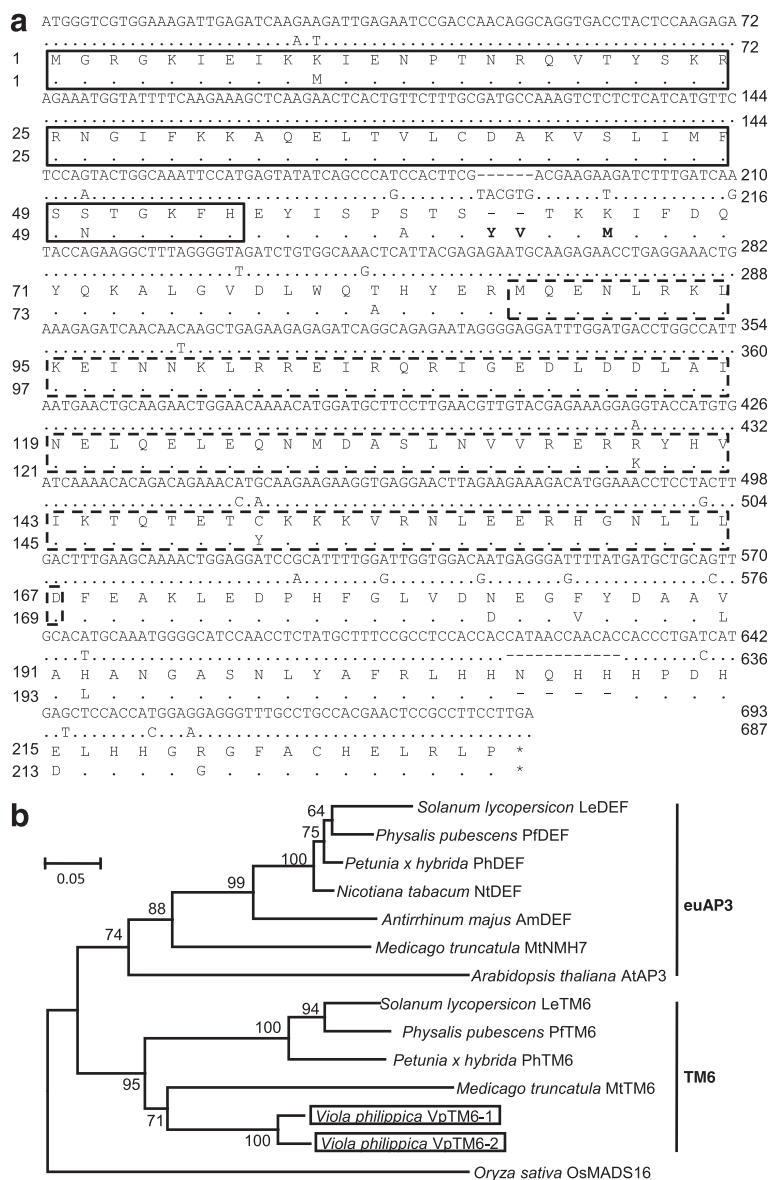 a
ATGGGTCGTGGAAAGATTGAGATCAAGAAGATTGAGAATCCGACCAACAGGCAGGTGACCTACTCCAAGAGA 72
..........................A.T........................................... 72
1 M G R G K I E I K K I E N P T N R Q V T Y S K R
1 . . . . . . . . . M . . . . . . . . . . . . . .
AGAAATGGTATTTTCAAGAAAGCTCAAGAACTCACTGTTCTTTGCGATGCCAAAGTCTCTCTCATCATGTTC 144
........................................................................ 144
25 R N G I F K K A Q E L T V L C D A K V S L I M F
25 . . . . . . . . . . . . . . . . . . . . . . . .
TCCAGTACTGGCAAATTCCATGAGTATATCAGCCCATCCACTTCG------ACGAAGAAGATCTTTGATCAA 210
....A...............................G........TACGTG.......T............G 216
49 S S T G K F H E Y I S P S T S - - T K K I F D Q
49 . N . . . . . . . . . . A . . Y V . . M . . . .
TACCAGAAGGCTTTAGGGGTAGATCTGTGGCAAACTCATTACGAGAGAATGCAAGAGAACCTGAGGAAACTG 282
....................T............G...................................... 288
71 Y Q K A L G V D L W Q T H Y E R M Q E N L R K L
73 . . . . . . . . . . . A . . . . . . . . . . . .
AAAGAGATCAACAACAAGCTGAGAAGAGAGATCAGGCAGAGAATAGGGGAGGATTTGGATGACCTGGCCATT 354
..............T......................................................... 360
95 K E I N N K L R R E I R Q R I G E D L D D L A I
97 . . . . . . . . . . . . . . . . . . . . . . . .
AATGAACTGCAAGAACTGGAACAAAACATGGATGCTTCCTTGAACGTTGTACGAGAAAGGAGGTACCATGTG 426
.............................................................A.......... 432
119 N E L Q E L E Q N M D A S L N V V R E R R Y H V
121 . . . . . . . . . . . . . . . . . . . . K . . .
ATCAAAACACAGACAGAAACATGCAAGAAGAAGGTGAGGAACTTAGAAGAAAGACATGGAAACCTCCTACTT 498
....................C.A.............................................G... 504
143 I K T Q T E T C K K K V R N L E E R H G N L L L
145 . . . . . . . Y . . . . . . . . . . . . . . . .
GACTTTGAAGCAAAACTGGAGGATCCGCATTTTGGATTGGTGGACAATGAGGGATTTTATGATGCTGCAGTT 570
..........................A........G.........G........G..............C.. 576
167 D F E A K L E D P H F G L V D N E G F Y D A A V
169 . . . . . . . . . . . . . . . D . . V . . . . L
GCACATGCAAATGGGGCATCCAACCTCTATGCTTTCCGCCTCCACCACCATAACCAACACCACCCTGATCAT 642
....T...........................................------------........C... 636
191 A H A N G A S N L Y A F R L H H N Q H H H P D H
193 . L . . . . . . . . . . . . . . - - - - . . . .
GAGCTCCACCATGGAGGAGGGTTTGCCTGCCACGAACTCCGCCTTCCTTGA 693
..T........C...A................................... 687
215 E L H H G R G F A C H E L R L P *
213 D . . . . G . . . . . . . . . . *
b
0.05
Solanum lycopersicon LeDEF
64
Physalis pubescens PfDEF
75
Petunia x hybrida PhDEF
100
Nicotiana tabacum NtDEF
99
Antirrhinum majus AmDEF
88
Medicago truncatula MtNMH7
74
Arabidopsis thaliana AtAP3
euAP3
Solanum lycopersicon LeTM6
94
Physalis pubescens PfTM6
100
Petunia x hybrida PhTM6
95
Medicago truncatula MtTM6
71
Viola philippica VpTM6-1
100
Viola philippica VpTM6-2
TM6
Oryza sativa OsMADS16